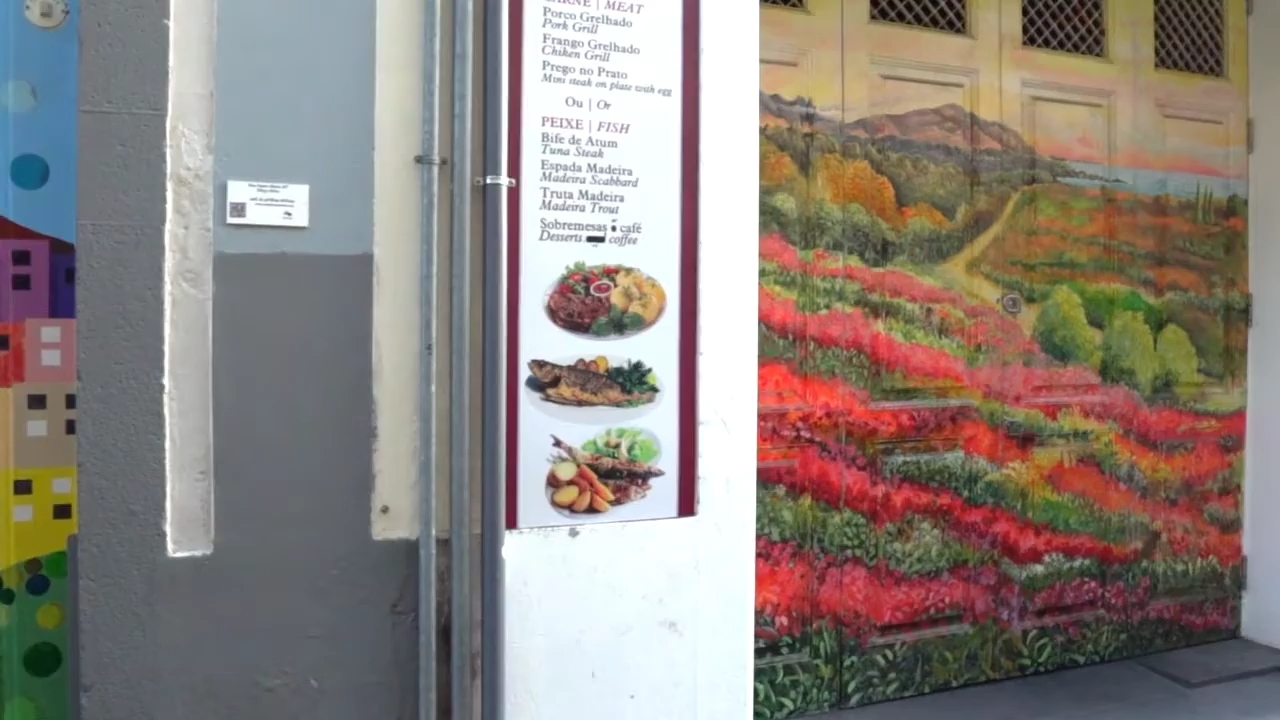 CARNE | MEAT
Porco Grelhado
Pork Grill
Frango Grelhado
Chiken Grill
Prego no Prato
Mini steak on plate with egg
Ou | Or
PEIXE | FISH
Bife de Atum
Tuna Steak
Espada Madeira
Madeira Scabbard
Truta Madeira
Madeira Trout
Sobremesas e café
Desserts coffee